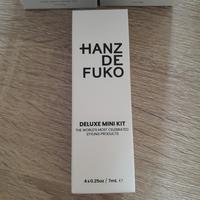 HANZ
DE
FUKO
DELUXE MINI KIT
THE WORLD'S MOST CELEBRATED
STYLING PRODUCTS
4 x 0.25oz / 7mL e